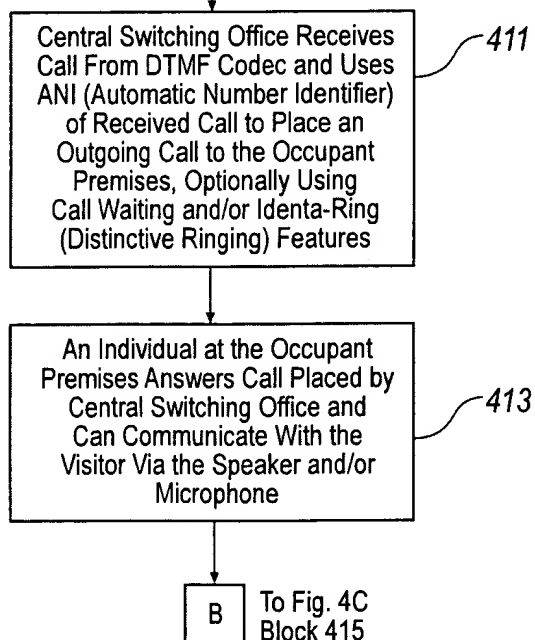 Central Switching Office Receives
Call From DTMF Codec and Uses
ANI (Automatic Number Identifier)
of Received Call to Place an
Outgoing Call to the Occupant
Premises, Optionally Using
Call Waiting and/or Identa-Ring
(Distinctive Ringing) Features
411
An Individual at the Occupant
Premises Answers Call Placed by
Central Switching Office and
Can Communicate With the
Visitor Via the Speaker and/or
Microphone
413
B
To Fig. 4C
Block 415